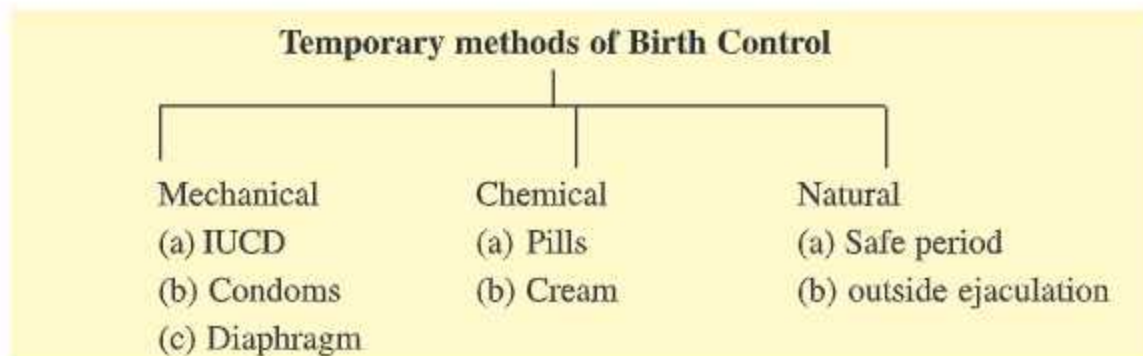 Temporary methods of Birth Control
Mechanical
(a) IUCD
(b) Condoms
(c) Diaphragm
Chemical
(a) Pills
(b) Cream
Natural
(a) Safe period
(b) outside ejaculation